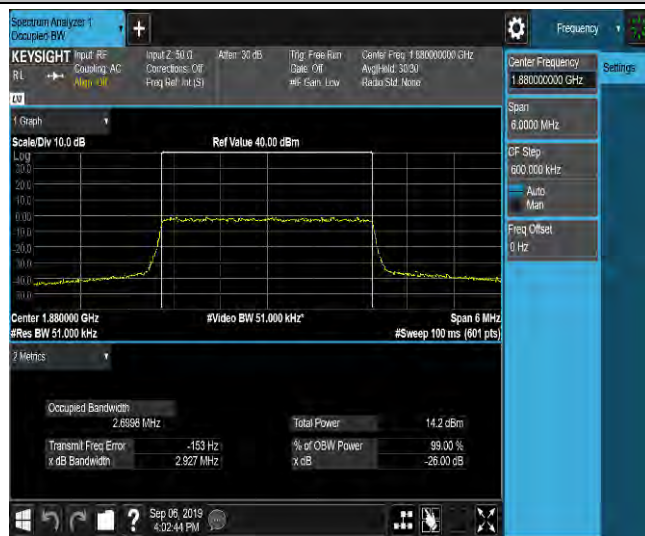 Spectrum Analyzer 1
Occupied BW
+
Frequency
KEYSIGHT
Input: RF
Coupling: AC
Align: Off
RL
Input Z: 50 Ω
Corrections: Off
Freq Ref: Int (S)
Atten: 30 dB
Trig: Free Run
Gate: Off
#IF Gain: Low
Center Freq: 1.880000000 GHz
Avg|Hold: 30/30
Radio Std: None
LM
Center Frequency
1.880000000 GHz
Settings
Span
6.0000 MHz
CF Step
600.000 kHz
Auto
Man
Freq Offset
0 Hz
1 Graph
Scale/Div 10.0 dB
Ref Value 40.00 dBm
Log
30.0
20.0
10.0
0.00
-10.0
-20.0
-30.0
-40.0
-50.0
Center 1.880000 GHz
#Video BW 51.000 kHz*
Span 6 MHz
#Res BW 51.000 kHz
#Sweep 100 ms (601 pts)
2 Metrics
Occupied Bandwidth
2.6998 MHz
Total Power
14.2 dBm
Transmit Freq Error
-153 Hz
% of OBW Power
99.00 %
x dB Bandwidth
2.927 MHz
x dB
-26.00 dB
?
Sep 06, 2019
4:02:44 PM